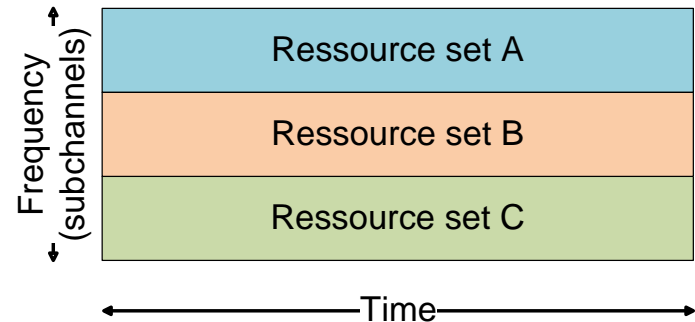 Frequency
(subchannels)
Ressource set A
Ressource set B
Ressource set C
Time